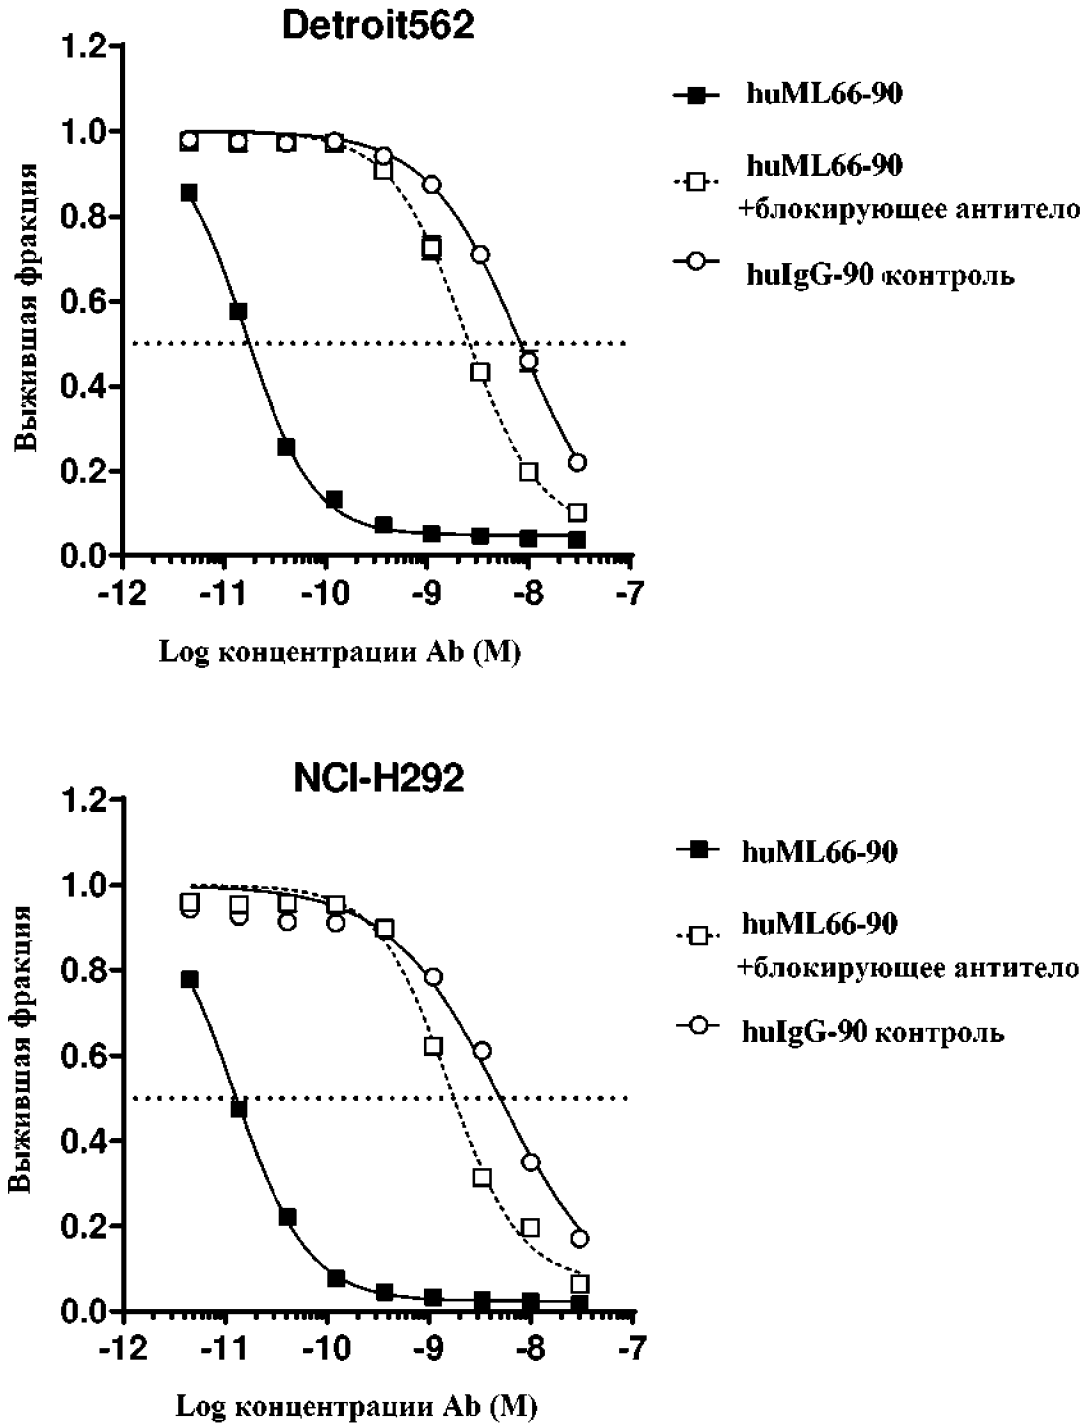 Detroit562
1.2
1.0
0.8
0.6
0.4
0.2
0.0
Выжившая фракция
-12 -11 -10 -9 -8 -7
Log концентрации Ab (M)
huML66-90
huML66-90
+блокирующее антитело
huIgG-90 контроль
NCI-H292
1.2
1.0
0.8
0.6
0.4
0.2
0.0
Выжившая фракция
-12 -11 -10 -9 -8 -7
Log концентрации Ab (M)
huML66-90
huML66-90
+блокирующее антитело
huIgG-90 контроль